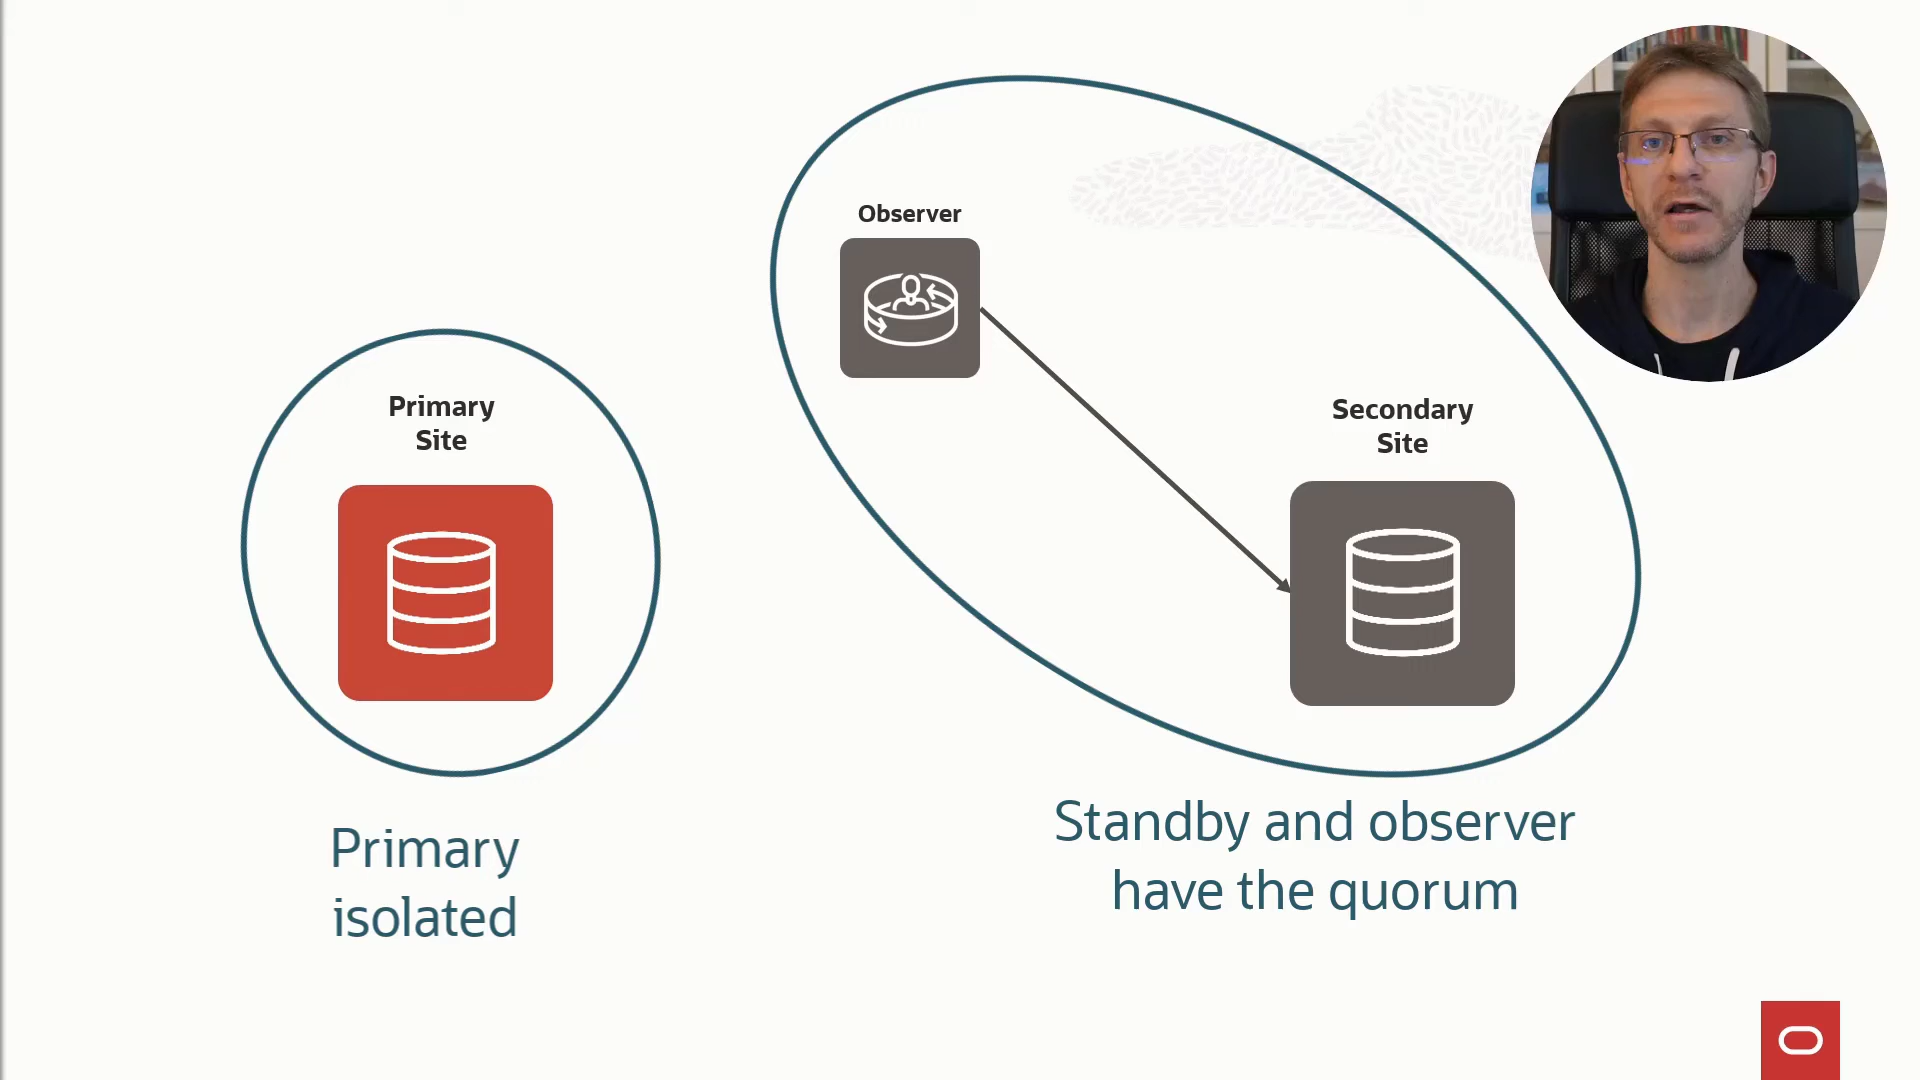 Observer
Primary
Site
Secondary
Site
Primary
isolated
Standby and observer
have the quorum